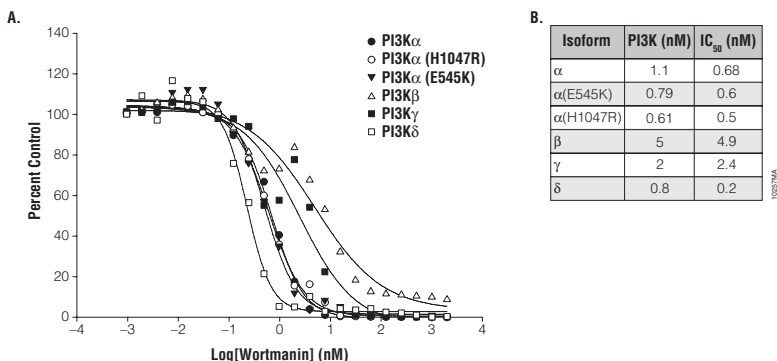 A.
140
120
100
80
60
40
20
0
Percent Control
−4
−3
−2
−1
0
1
2
3
4
Log[Wortmanin] (nM)
PI3Kα
PI3Kα (H1047R)
PI3Kα (E545K)
PI3Kβ
PI3Kγ
PI3Kδ
B.
Isoform PI3K (nM) IC50 (nM)
α 1.1 0.68
α(E545K) 0.79 0.6
α(H1047R) 0.61 0.5
β 5 4.9
γ 2 2.4
δ 0.8 0.2
10257MA